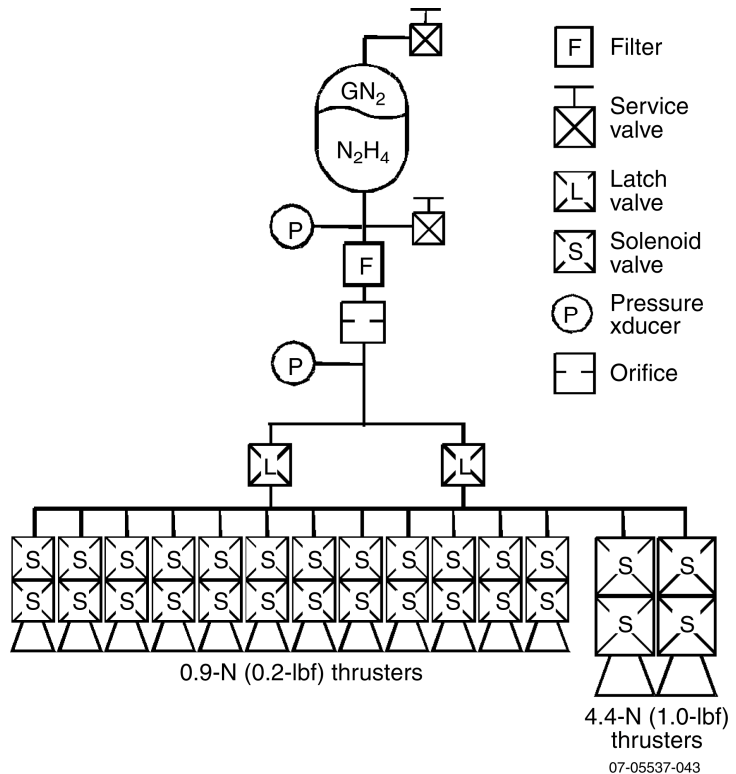 GN2
N2H4
P
F
P
L L
S S S S S S S S S S S S S S
S S S S S S S S S S S S S S
0.9-N (0.2-lbf) thrusters
4.4-N (1.0-lbf)
thrusters
07-05537-043
F Filter
Service
valve
L Latch
valve
S Solenoid
valve
P Pressure
xducer
Orifice